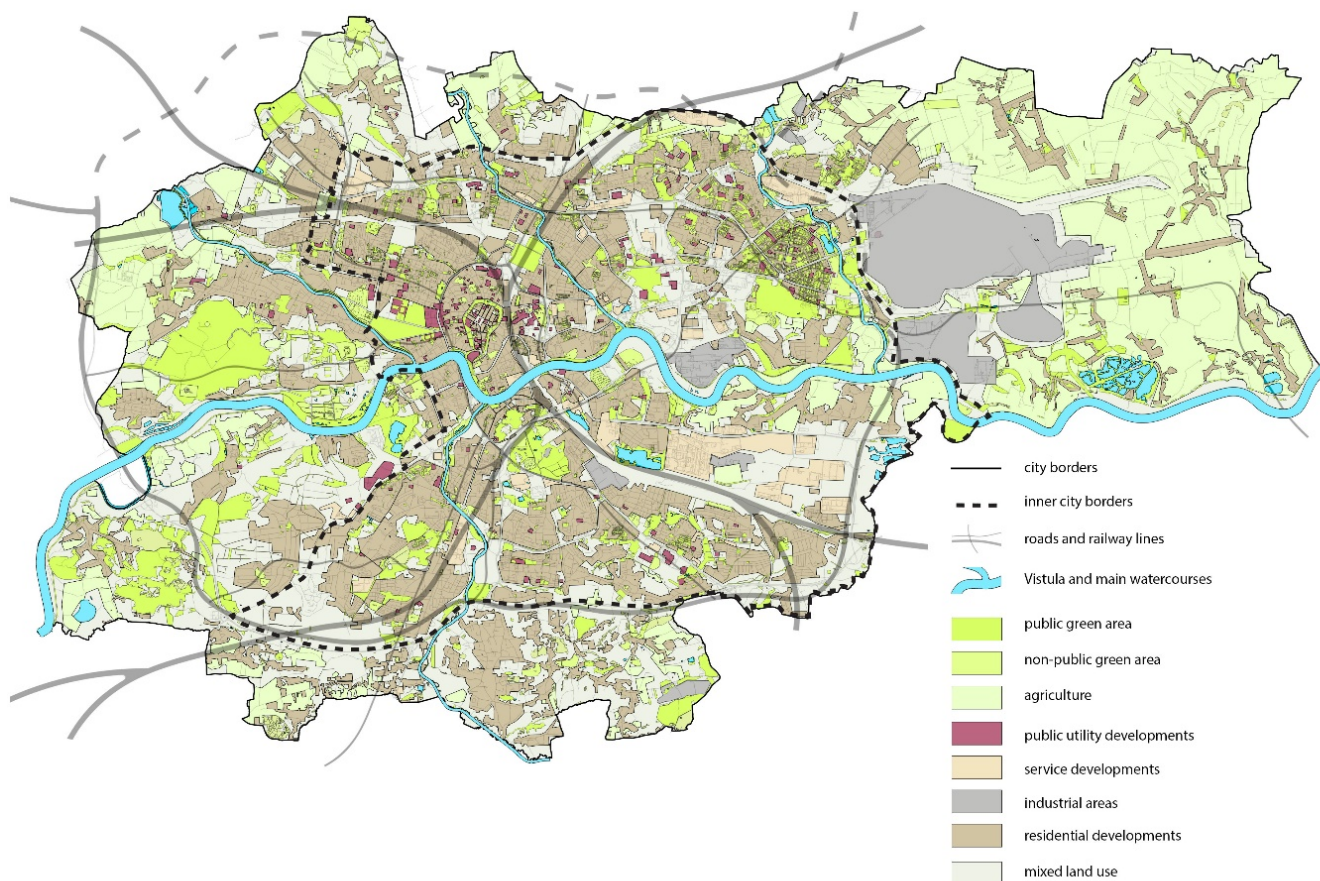 city borders
inner city borders
roads and railway lines
Vistula and main watercourses
public green area
non-public green area
agriculture
public utility developments
service developments
industrial areas
residential developments
mixed land use